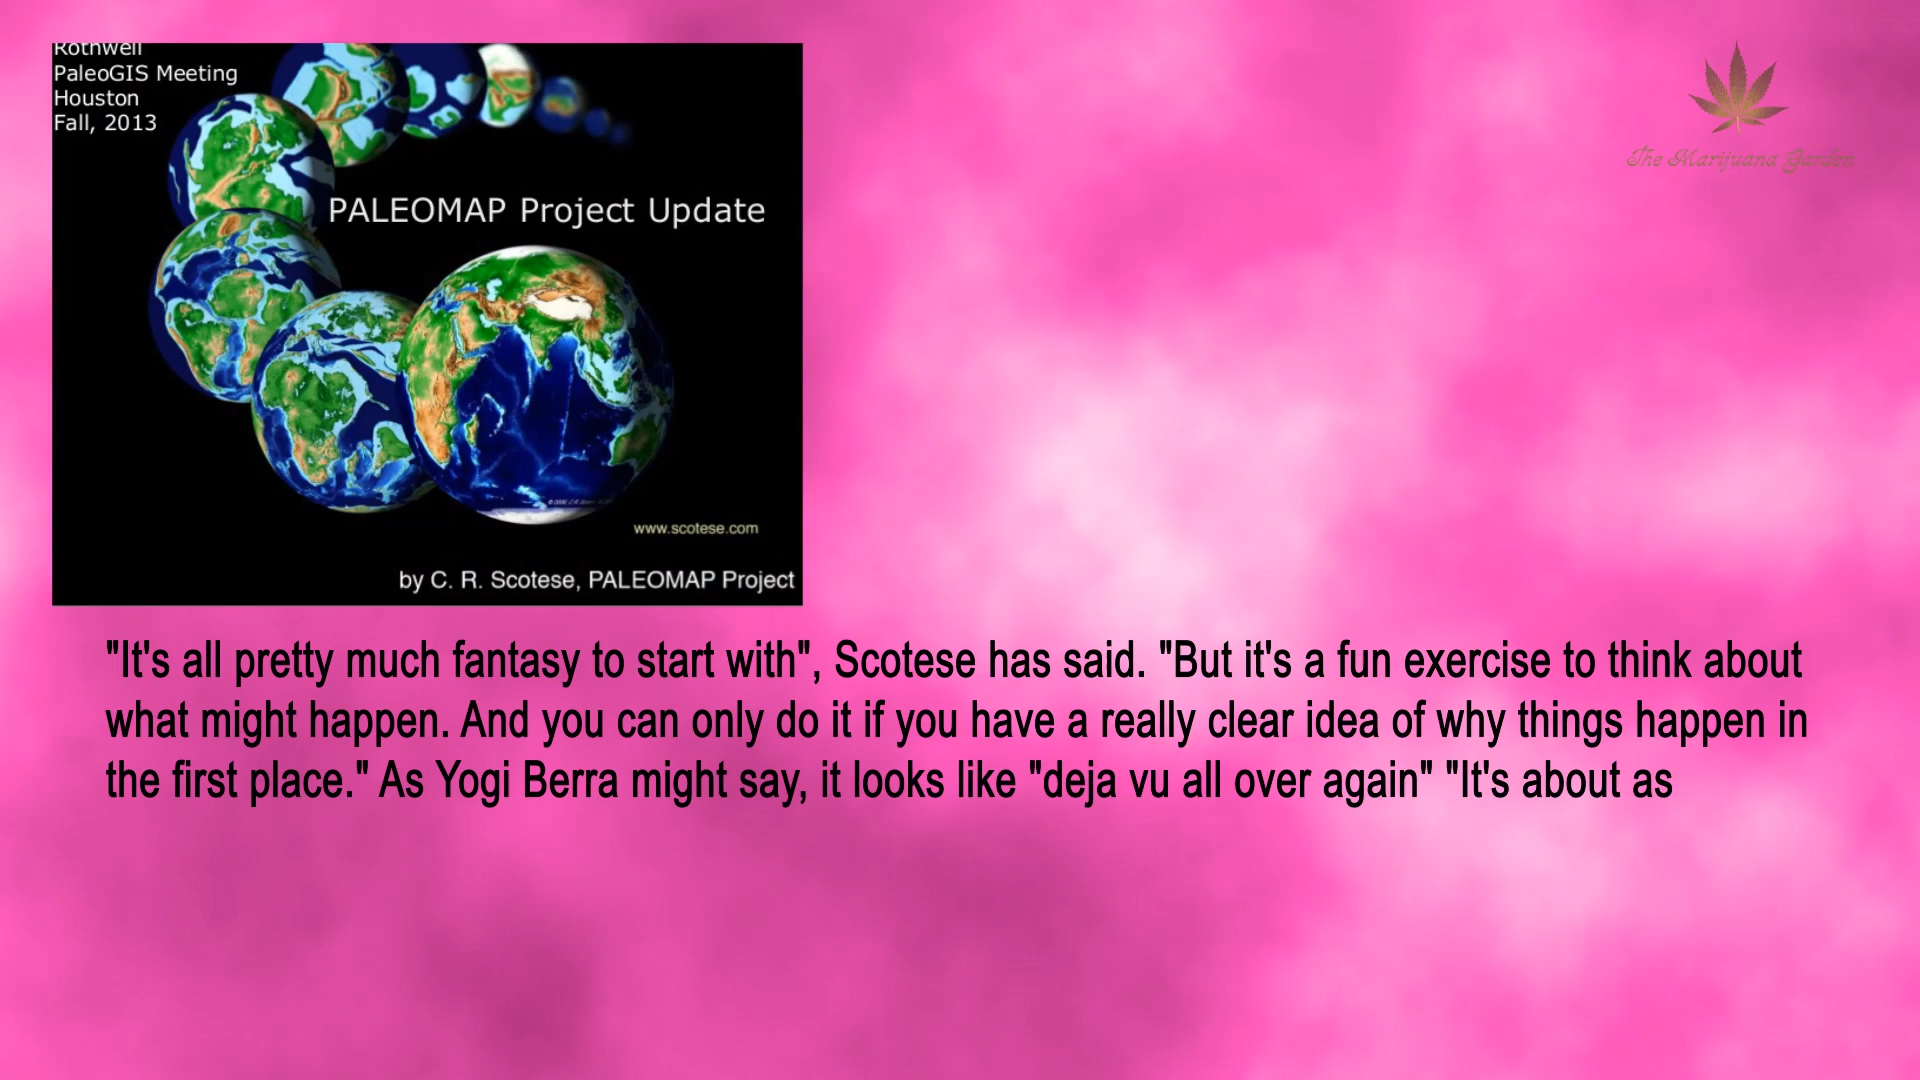 Rothwell
PaleoGIS Meeting
Houston
Fall, 2013
PALEOMAP Project Update
www.scotese.com
by C. R. Scotese, PALEOMAP Project
The Marijuana Garden
"It's all pretty much fantasy to start with", Scotese has said. "But it's a fun exercise to think about
what might happen. And you can only do it if you have a really clear idea of why things happen in
the first place." As Yogi Berra might say, it looks like "deja vu all over again" "It's about as